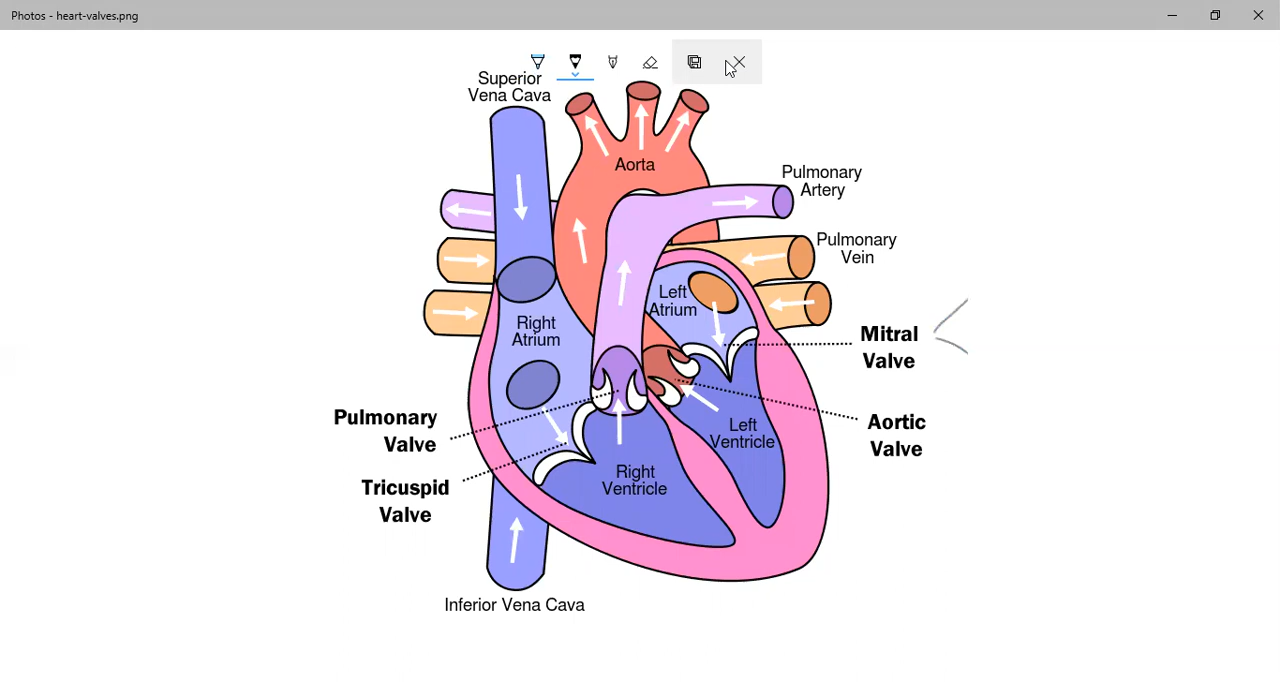 Photos - heart-valves.png
Superior
Vena Cava
Aorta
Pulmonary
Artery
Pulmonary
Vein
Left
Atrium
Right
Atrium
Mitral
Valve
Pulmonary
Valve
Aortic
Valve
Left
Ventricle
Right
Ventricle
Tricuspid
Valve
Inferior Vena Cava